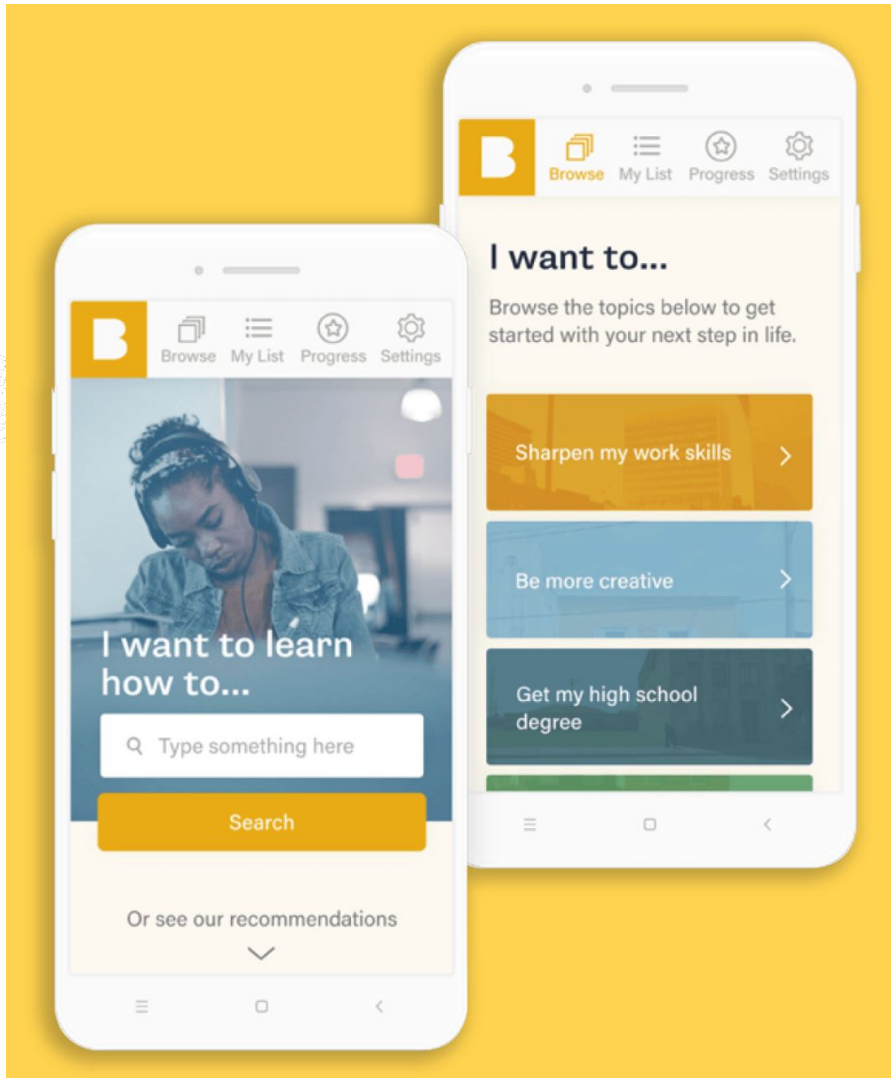 B
Browse My List Progress Settings
I want to learn
how to...
Type something here
Search
Or see our recommendations
B
Browse My List Progress Settings
I want to...
Browse the topics below to get
started with your next step in life.
Sharpen my work skills
Be more creative
Get my high school
degree